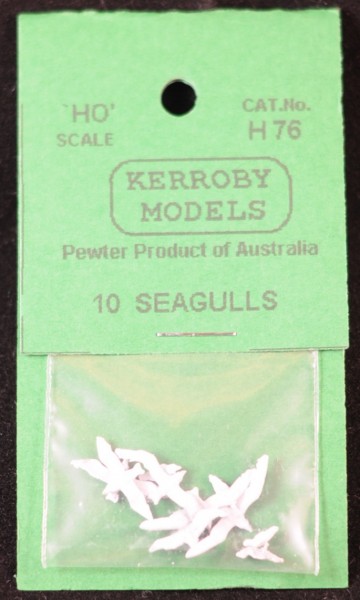 'HO'
SCALE
CAT.No.
H 76
KERROBY
MODELS
Pewter Product of Australia
10 SEAGULLS